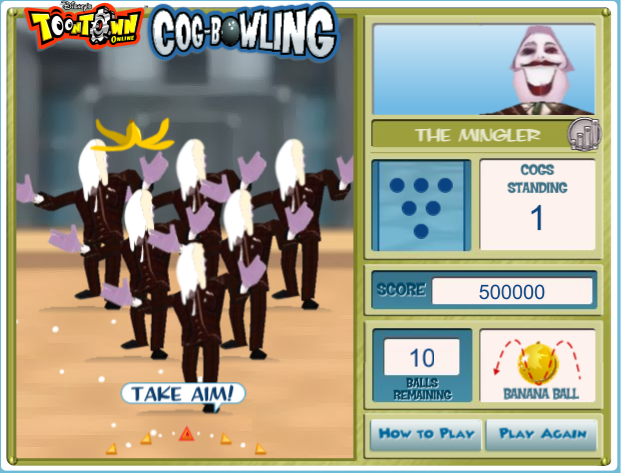 Disney's
TOONTOWN
ONLINE
COG-BOWLING
THE MINGLER
COGS
STANDING
1
SCORE 500000
10
BALLS
REMAINING
BANANA BALL
TAKE AIM!
HOW TO PLAY
PLAY AGAIN